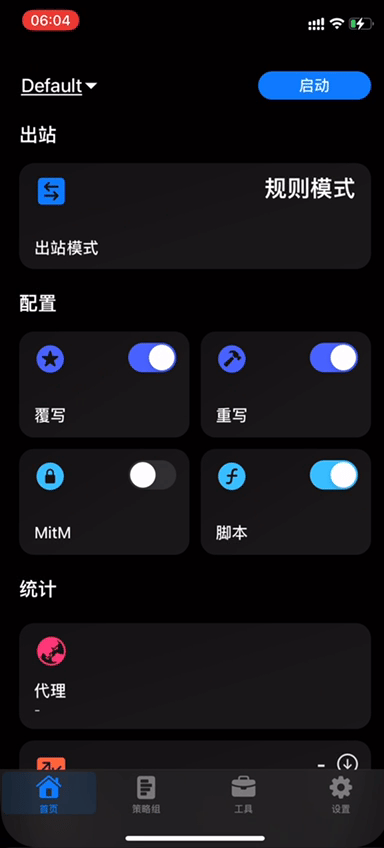 06:04
Default
启动
出站
规则模式
出站模式
配置
覆写
重写
MitM
脚本
统计
代理
-
-
首页
策略组
工具
设置